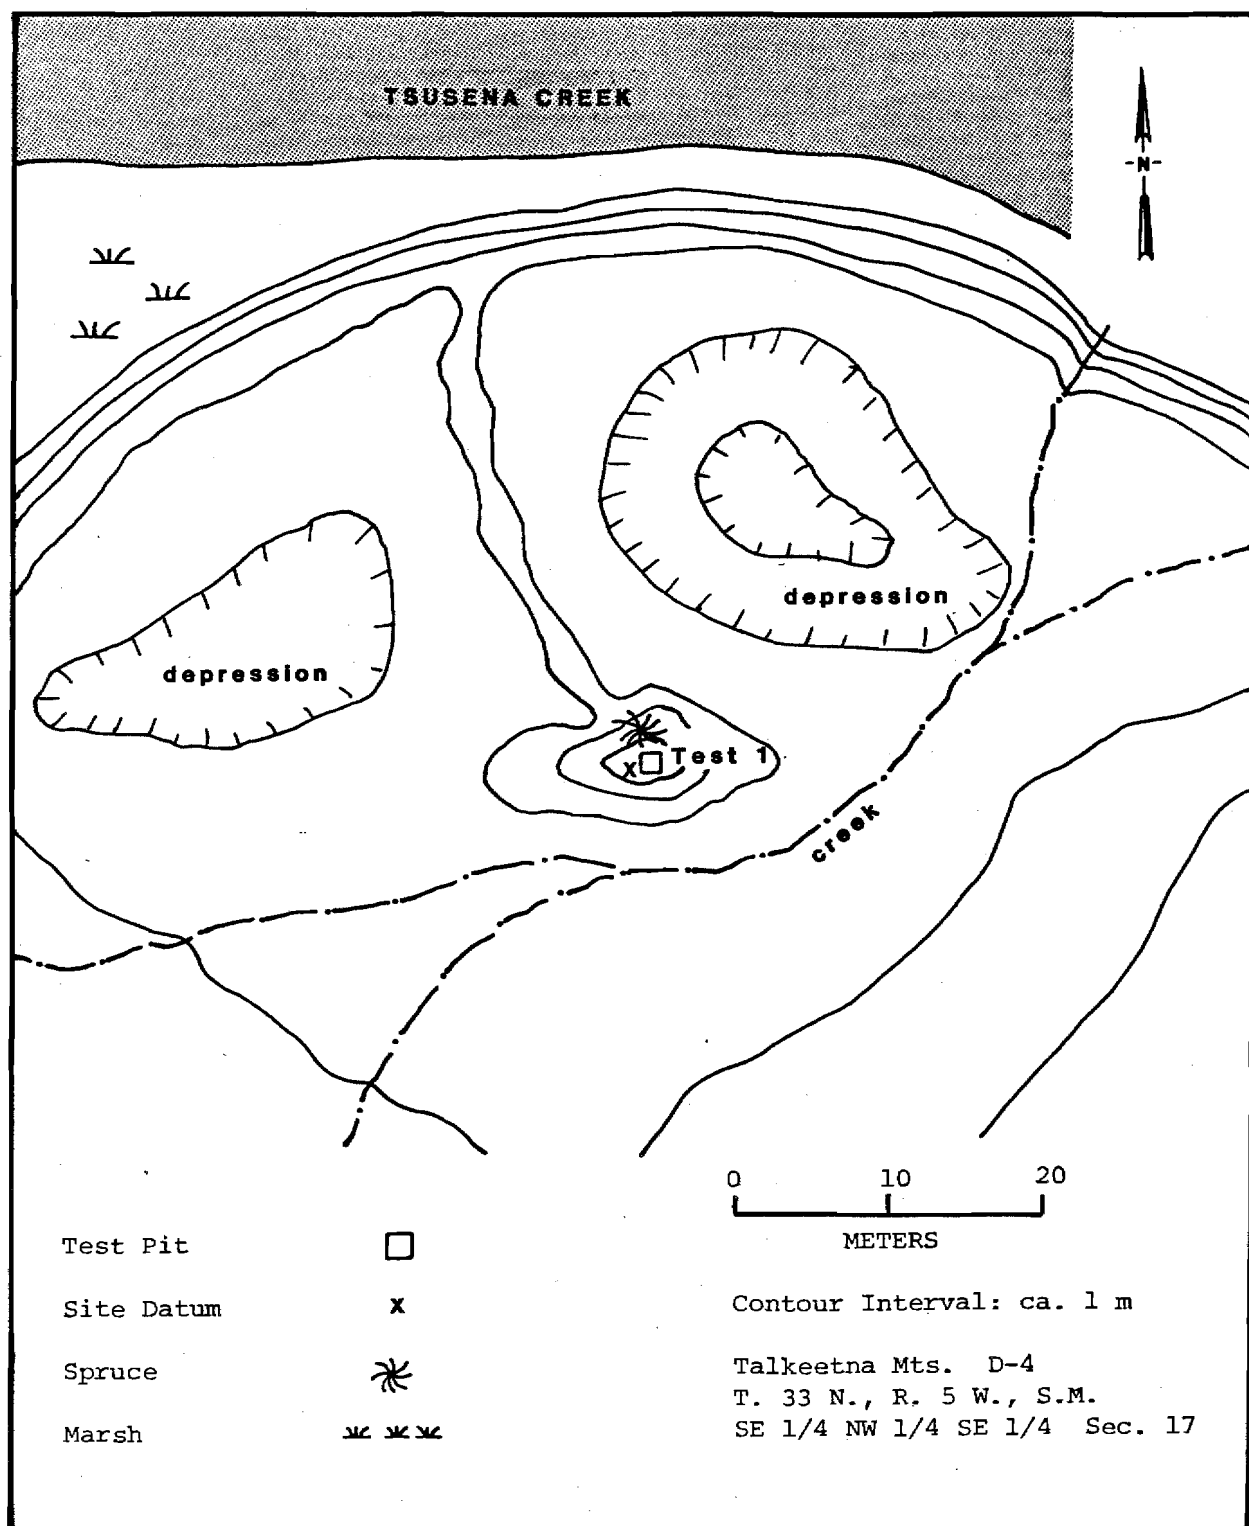 TSUSENA CREEK
-N-
depression
depression
Test 1
creek
0 10 20
METERS
Test Pit
Site Datum x
Spruce
Marsh
Contour Interval: ca. 1 m
Talkeetna Mts. D-4
T. 33 N., R. 5 W., S.M.
SE 1/4 NW 1/4 SE 1/4 Sec. 17